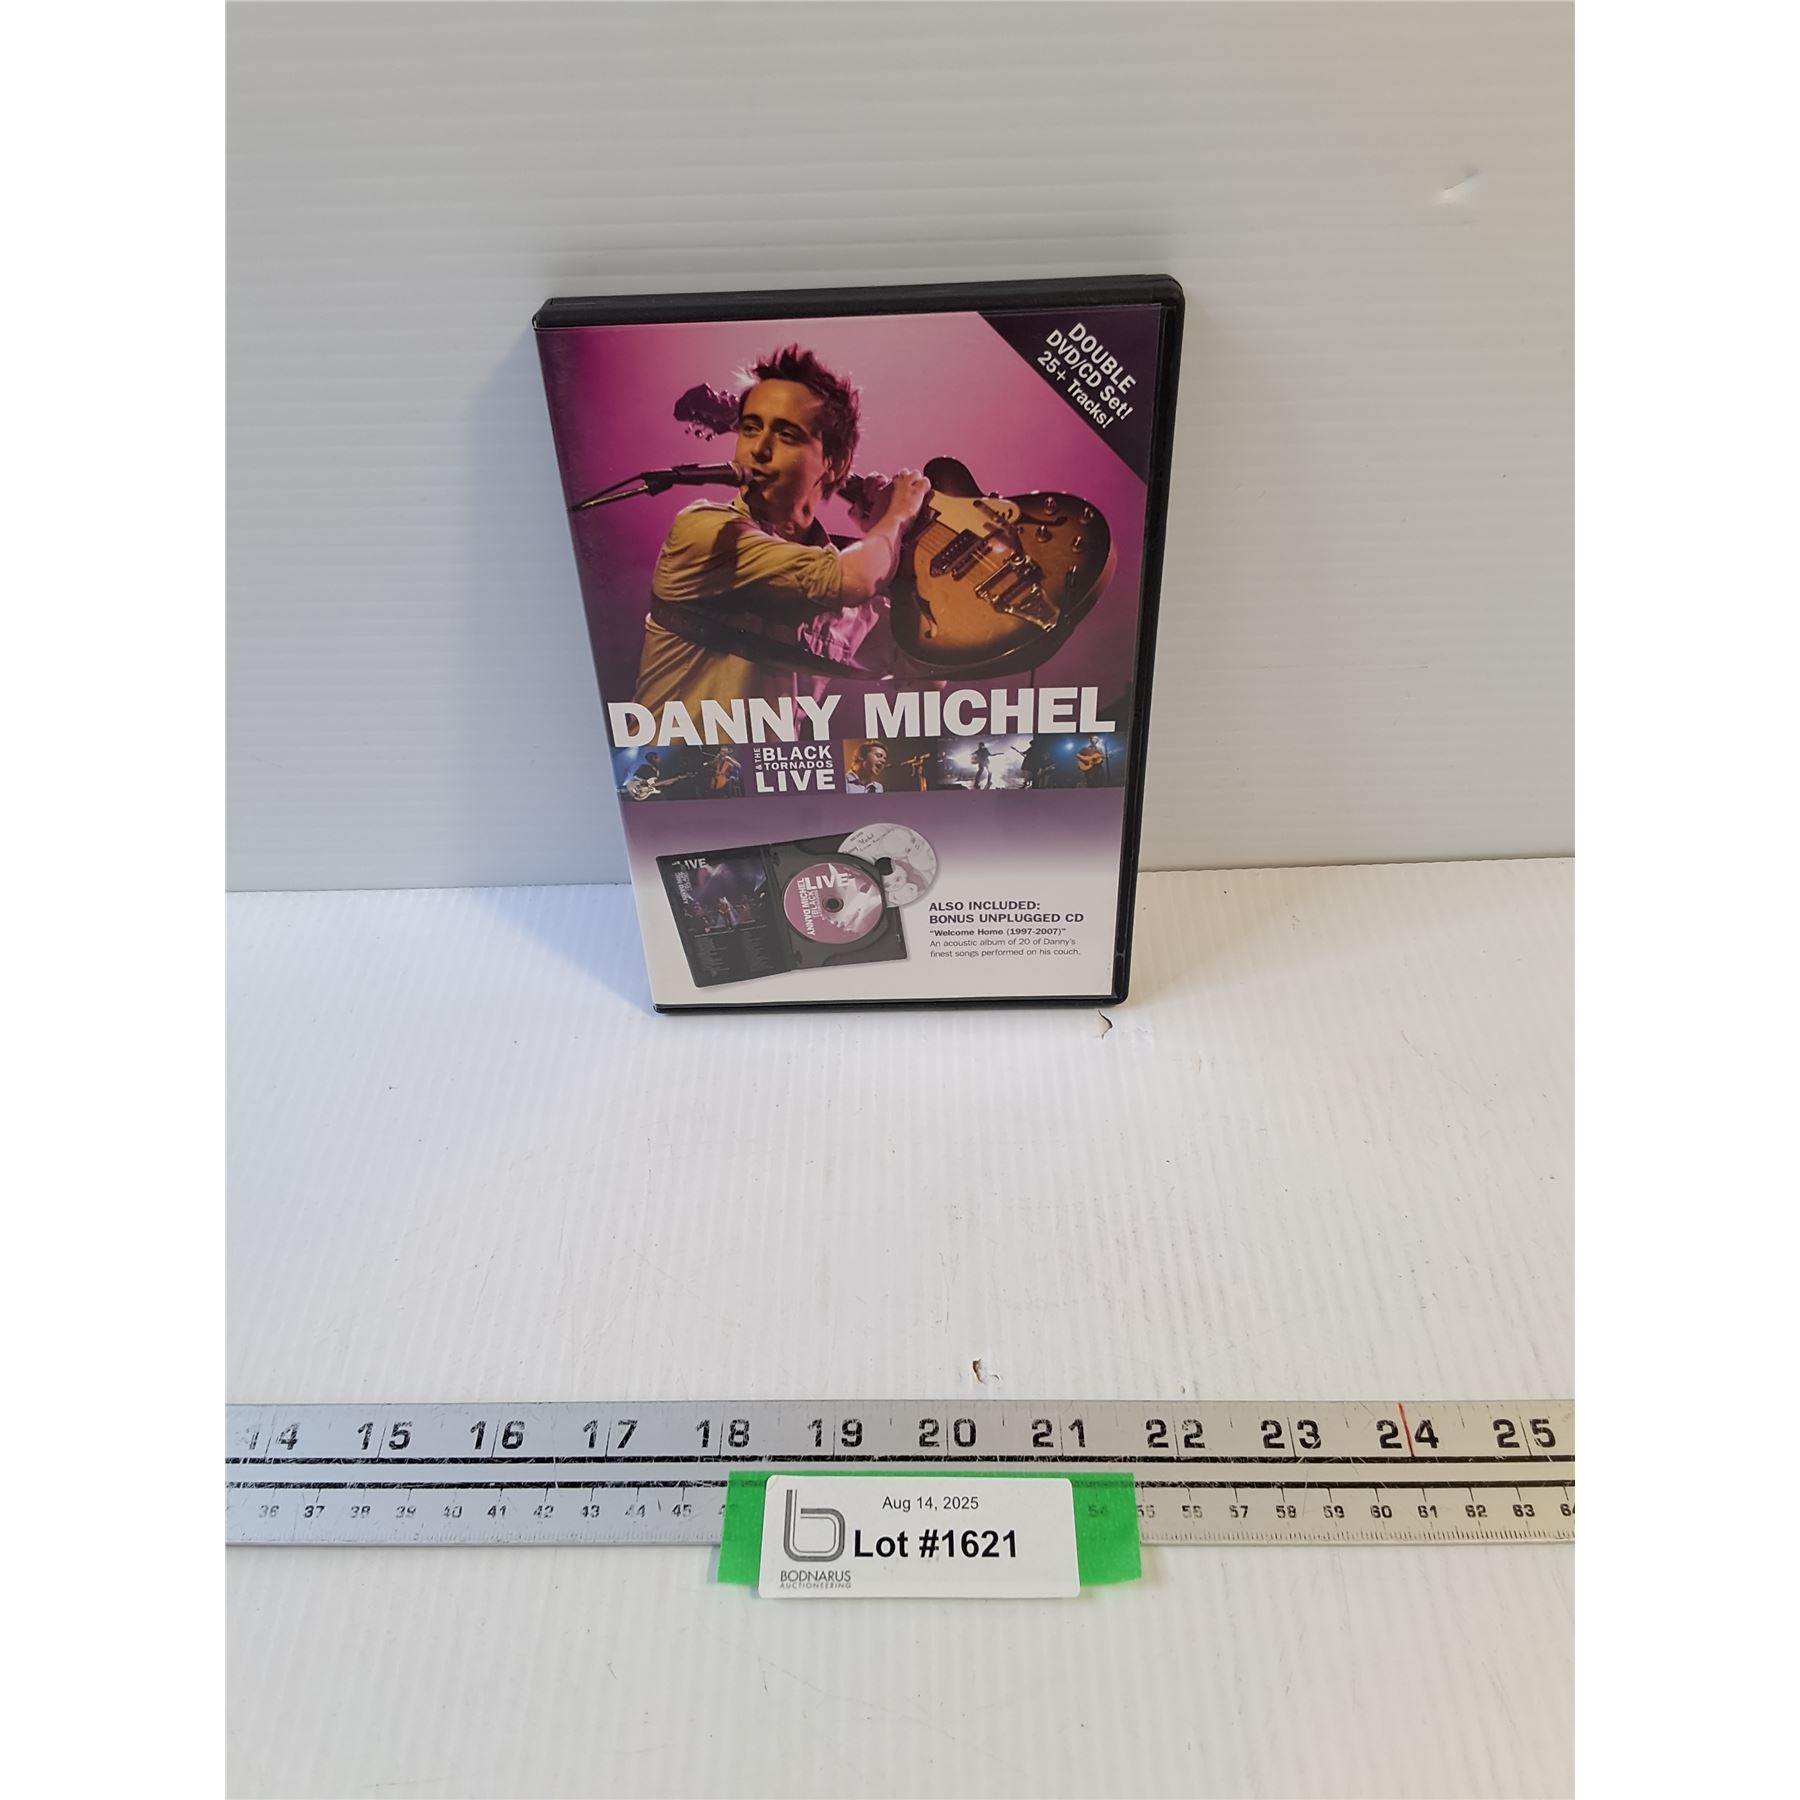 DOUBLE
DVD/CD Set!
25+ Tracks!
DANNY MICHEL
& THE
BLACK
TORNADOS
LIVE
LIVE
LIVE
DANNY MICHEL
ALSO INCLUDED:
BONUS UNPLUGGED CD
"Welcome Home (1997-2007)"
An acoustic album of 20 of Danny's
finest songs performed on his couch.
14 15 16 17 18 19 20 21 22 23 24 25
36 37 38 39 40 41 42 43 44 45 54 55 56 57 58 59 60 61 62 63
Aug 14, 2025
Lot #1621
BODNARUS
AUCTIONEERING